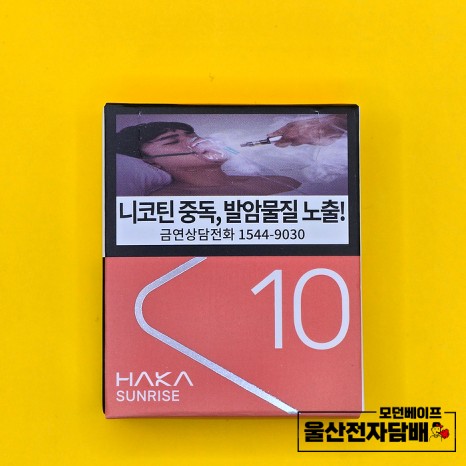 니코틴 중독, 발암물질 노출!
금연상담전화 1544-9030
10
HAKA
SUNRISE
모던베이프
울산전자담배